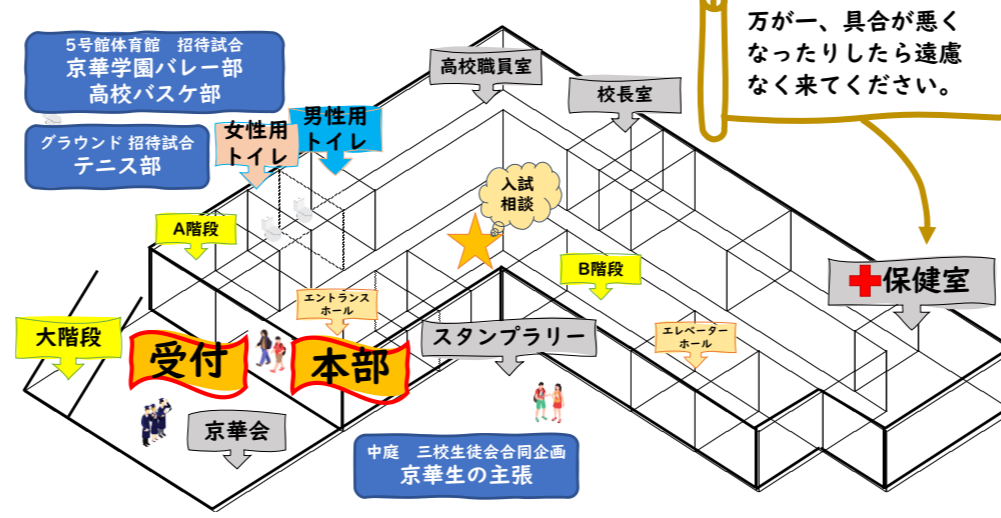 万が一、具合が悪く
なったりしたら遠慮
なく来てください。
5号館体育館 招待試合
京華学園バレー部
高校バスケ部
グラウンド 招待試合
テニス部
高校職員室
校長室
女性用
トイレ
男性用
トイレ
入試
相談
A階段
B階段
保健室
エントランス
ホール
大階段
受付
本部
スタンプラリー
エレベーター
ホール
京華会
中庭 三校生徒会合同企画
京華生の主張